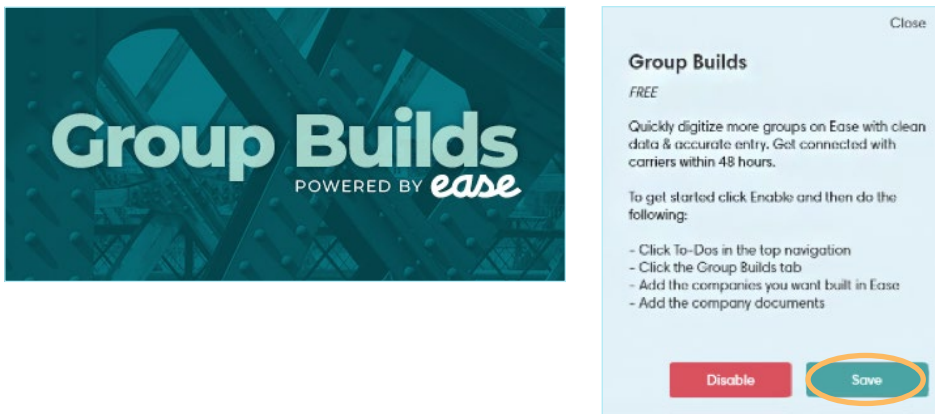 Group Builds
POWERED BY ease
Close
Group Builds
FREE
Quickly digitize more groups on Ease with clean
data & accurate entry. Get connected with
carriers within 48 hours.
To get started click Enable and then do the
following:
- Click To-Dos in the top navigation
- Click the Group Builds tab
- Add the companies you want built in Ease
- Add the company documents
Disable
Save